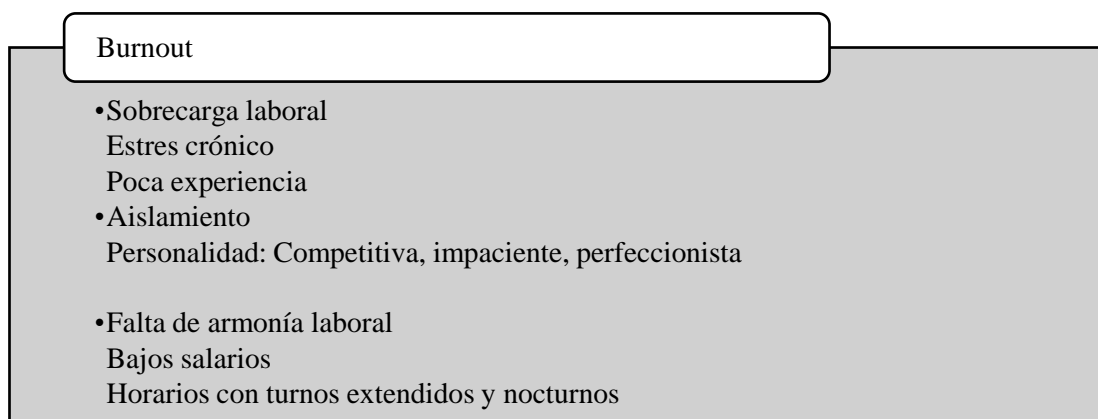 Burnout
•Sobrecarga laboral
Estres crónico
Poca experiencia
•Aislamiento
Personalidad: Competitiva, impaciente, perfeccionista
•Falta de armonía laboral
Bajos salarios
Horarios con turnos extendidos y nocturnos